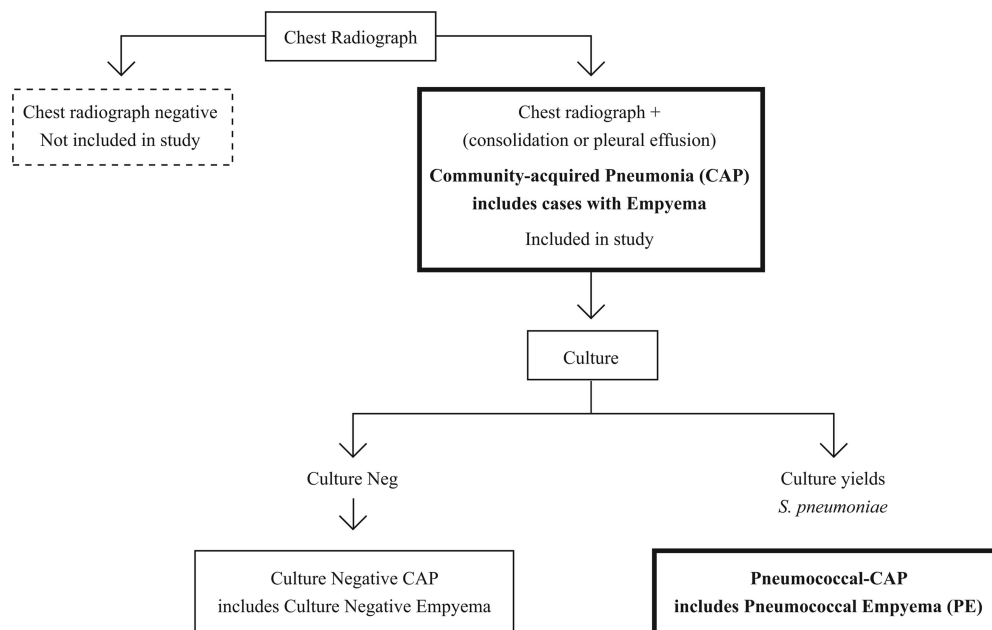 Chest Radiograph
Chest radiograph negative
Not included in study
Chest radiograph +
(consolidation or pleural effusion)
Community-acquired Pneumonia (CAP)
includes cases with Empyema
Included in study
Culture
Culture Neg
Culture yields
S. pneumoniae
Culture Negative CAP
includes Culture Negative Empyema
Pneumococcal-CAP
includes Pneumococcal Empyema (PE)